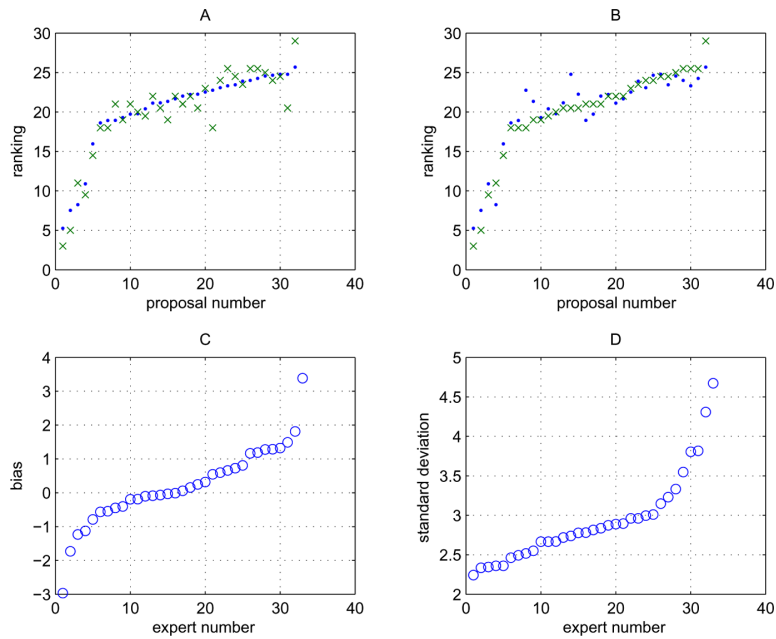 A
30
25
20
15
10
5
0
ranking
0 10 20 30 40
proposal number
B
30
25
20
15
10
5
0
ranking
0 10 20 30 40
proposal number
C
4
3
2
1
0
−1
−2
−3
bias
0 10 20 30 40
expert number
D
5
4.5
4
3.5
3
2.5
2
standard deviation
0 10 20 30 40
expert number